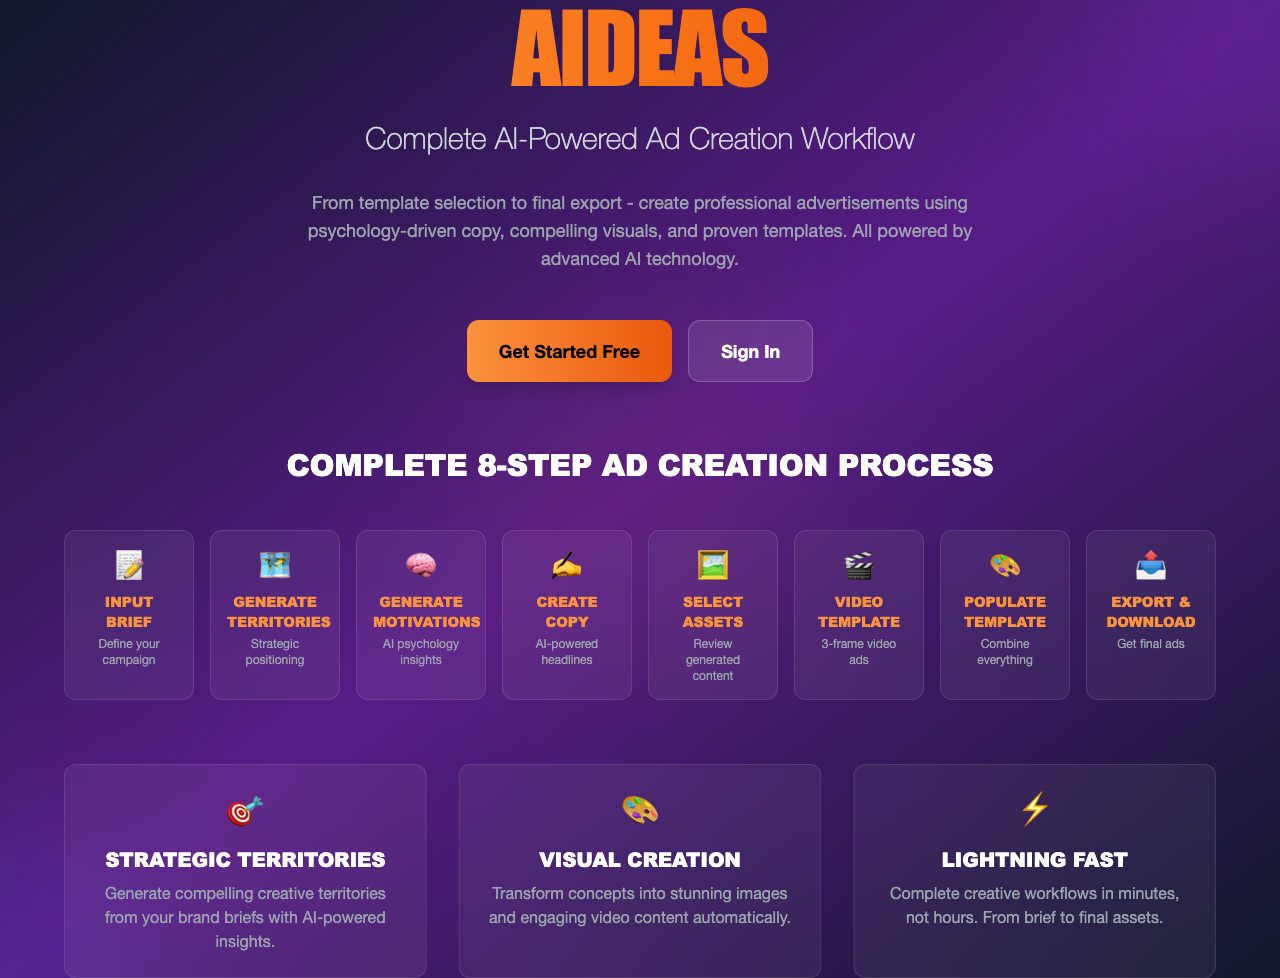 AIDEAS
Complete AI-Powered Ad Creation Workflow
From template selection to final export - create professional advertisements using
psychology-driven copy, compelling visuals, and proven templates. All powered by
advanced AI technology.
Get Started Free
Sign In
COMPLETE 8-STEP AD CREATION PROCESS
INPUT
BRIEF
Define your
campaign
GENERATE
TERRITORIES
Strategic
positioning
GENERATE
MOTIVATIONS
AI psychology
insights
CREATE
COPY
AI-powered
headlines
SELECT
ASSETS
Review
generated
content
VIDEO
TEMPLATE
3-frame video
ads
POPULATE
TEMPLATE
Combine
everything
EXPORT &
DOWNLOAD
Get final ads
STRATEGIC TERRITORIES
Generate compelling creative territories
from your brand briefs with AI-powered
insights.
VISUAL CREATION
Transform concepts into stunning images
and engaging video content automatically.
LIGHTNING FAST
Complete creative workflows in minutes,
not hours. From brief to final assets.